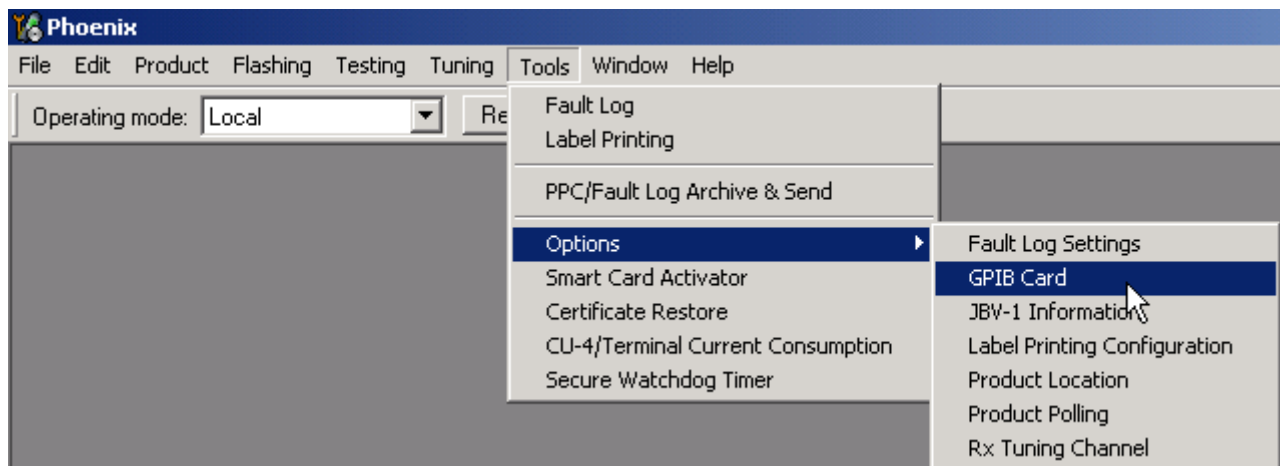 Phoenix
File Edit Product Flashing Testing Tuning Tools Window Help
Operating mode: Local Re
Fault Log
Label Printing
PPC/Fault Log Archive & Send
Options
Smart Card Activator
Certificate Restore
CU-4/Terminal Current Consumption
Secure Watchdog Timer
Fault Log Settings
GPIB Card
JBV-1 Information
Label Printing Configuration
Product Location
Product Polling
Rx Tuning Channel